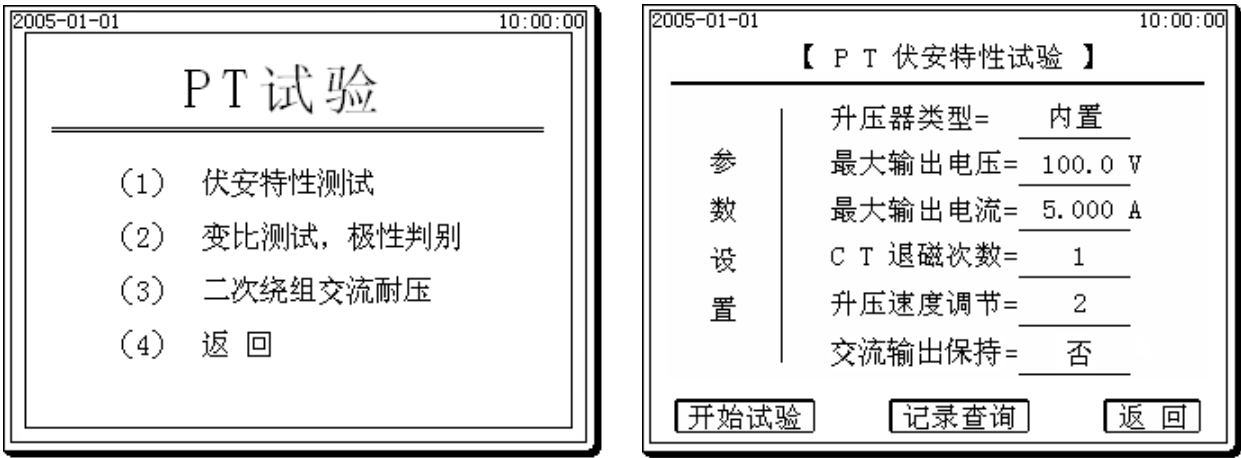 2005-01-01 10:00:00
PT试验
(1) 伏安特性测试
(2) 变比测试，极性判别
(3) 二次绕组交流耐压
(4) 返 回
2005-01-01 10:00:00
【 P T 伏安特性试验 】
参数设置
升压器类型= 内置
最大输出电压= 100.0 V
最大输出电流= 5.000 A
C T 退磁次数= 1
升压速度调节= 2
交流输出保持= 否
开始试验 记录查询 返 回